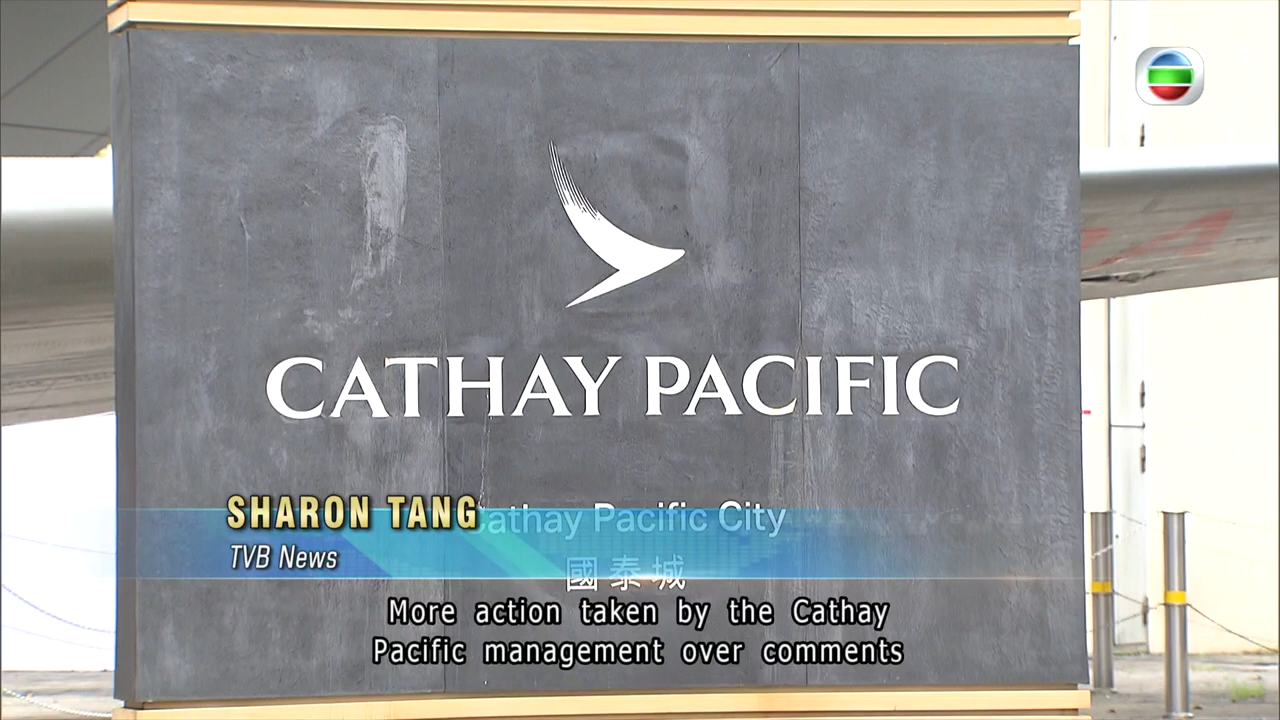 CATHAY PACIFIC
Cathay Pacific City
國泰城
SHARON TANG
TVB News
More action taken by the Cathay
Pacific management over comments